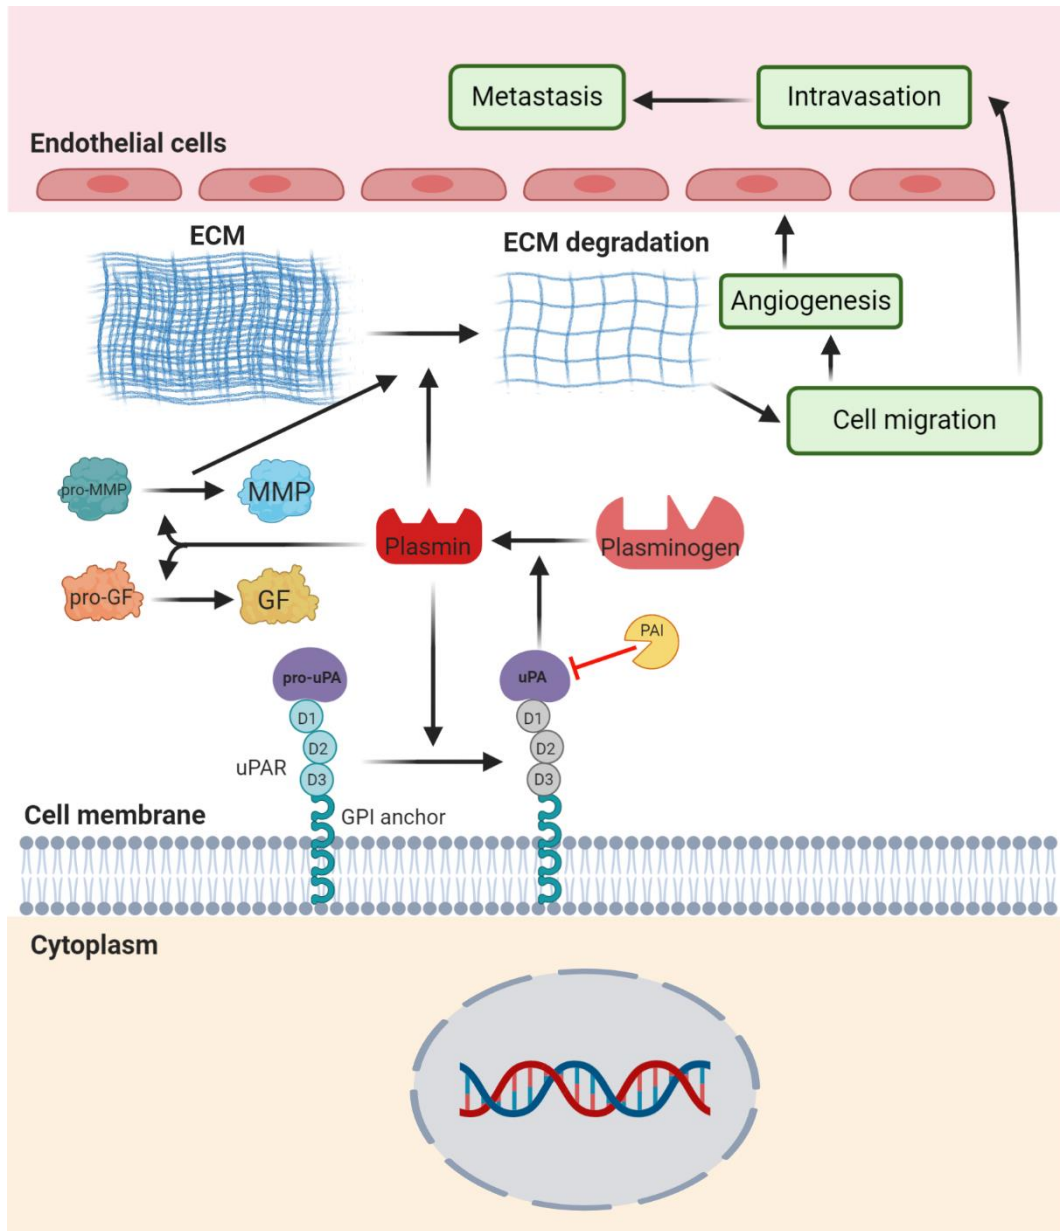 Metastasis
Intravasation
Endothelial cells
ECM
ECM degradation
Angiogenesis
Cell migration
pro-MMP
MMP
Plasmin
Plasminogen
pro-GF
GF
PAI
pro-uPA
uPA
D1
D1
D2
D2
uPAR
D3
D3
Cell membrane
GPI anchor
Cytoplasm